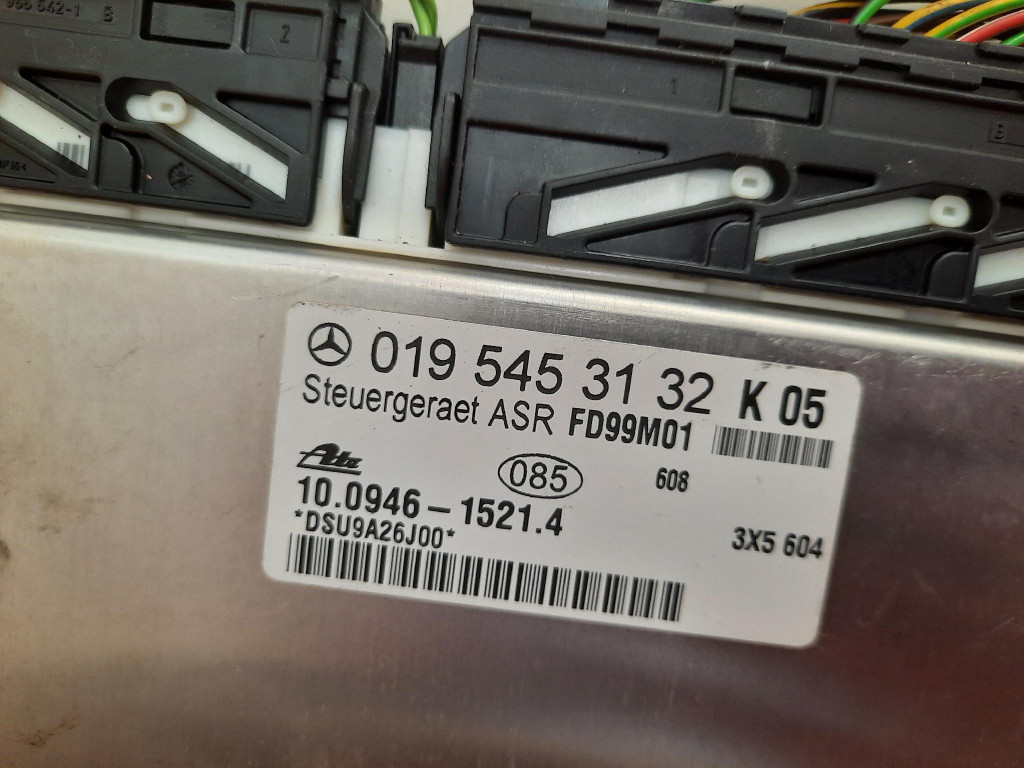 2
1
019 545 31 32 K 05
Steuergeraet ASR FD99M01
Ate 085 608
10.0946-1521.4
*DSU9A26J00* 3X5 604